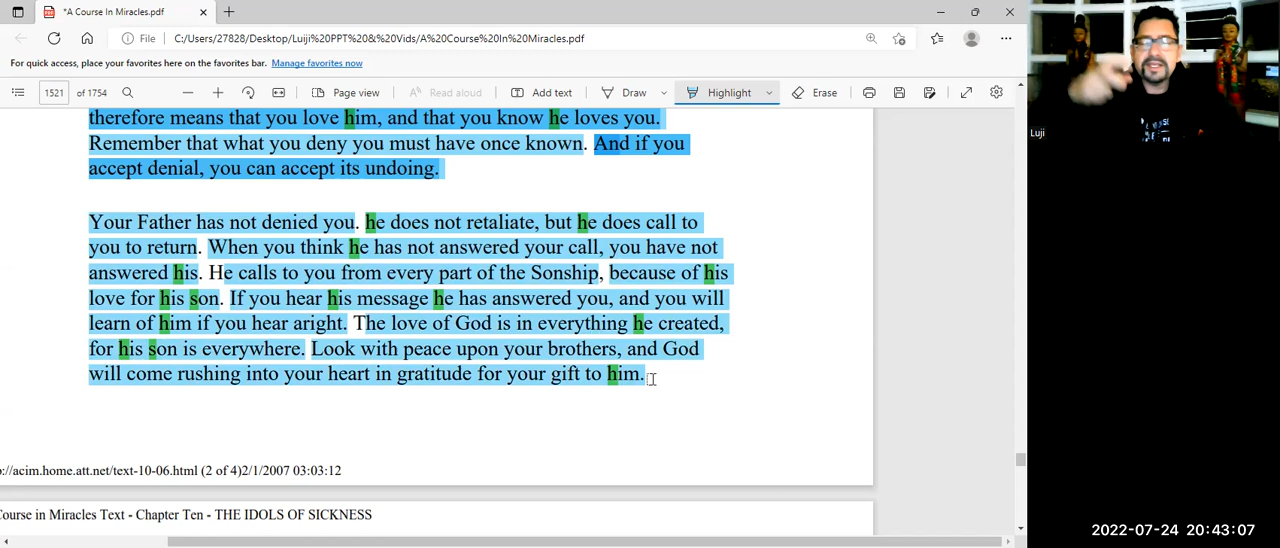 *A Course In Miracles.pdf
File
C:/Users/27828/Desktop/Luiji%20PPT%20&%20Vids/A%20Course%20In%20Miracles.pdf
For quick access, place your favorites here on the favorites bar. Manage favorites now
1521 of 1754
Page view
Read aloud
Add text
Draw
Highlight
Erase
therefore means that you love him, and that you know he loves you.
Remember that what you deny you must have once known. And if you
accept denial, you can accept its undoing.
Your Father has not denied you. he does not retaliate, but he does call to
you to return. When you think he has not answered your call, you have not
answered his. He calls to you from every part of the Sonship, because of his
love for his son. If you hear his message he has answered you, and you will
learn of him if you hear aright. The love of God is in everything he created,
for his son is everywhere. Look with peace upon your brothers, and God
will come rushing into your heart in gratitude for your gift to him.
p://acim.home.att.net/text-10-06.html (2 of 4)2/1/2007 03:03:12
Course in Miracles Text - Chapter Ten - THE IDOLS OF SICKNESS
Luji
2022-07-24 20:43:07